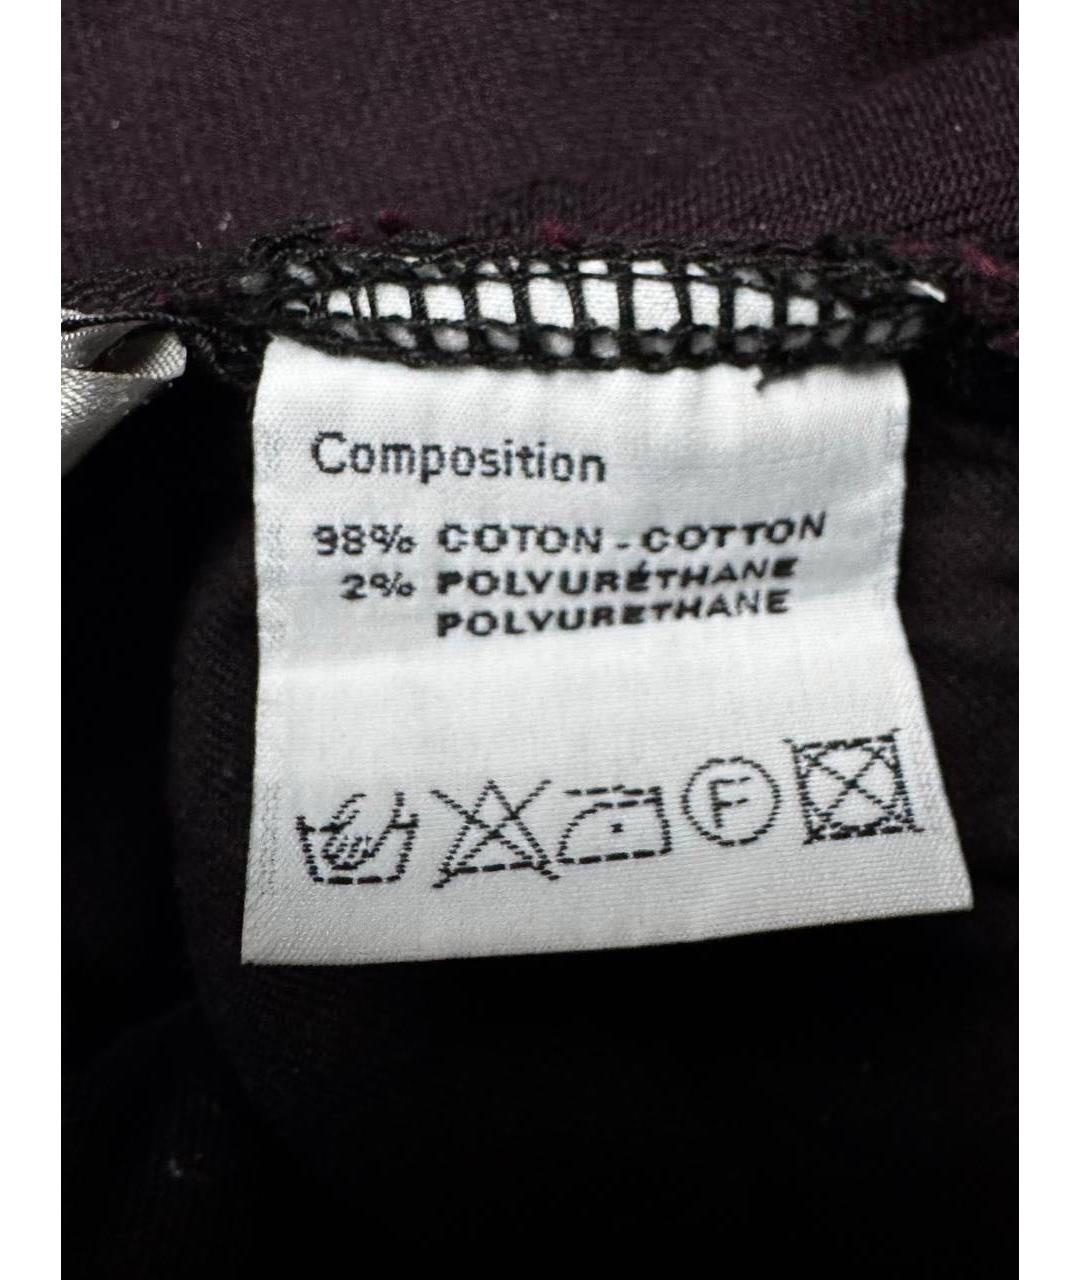 Composition
98% COTON - COTTON
2% POLYURÉTHANE
POLYURETHANE
F